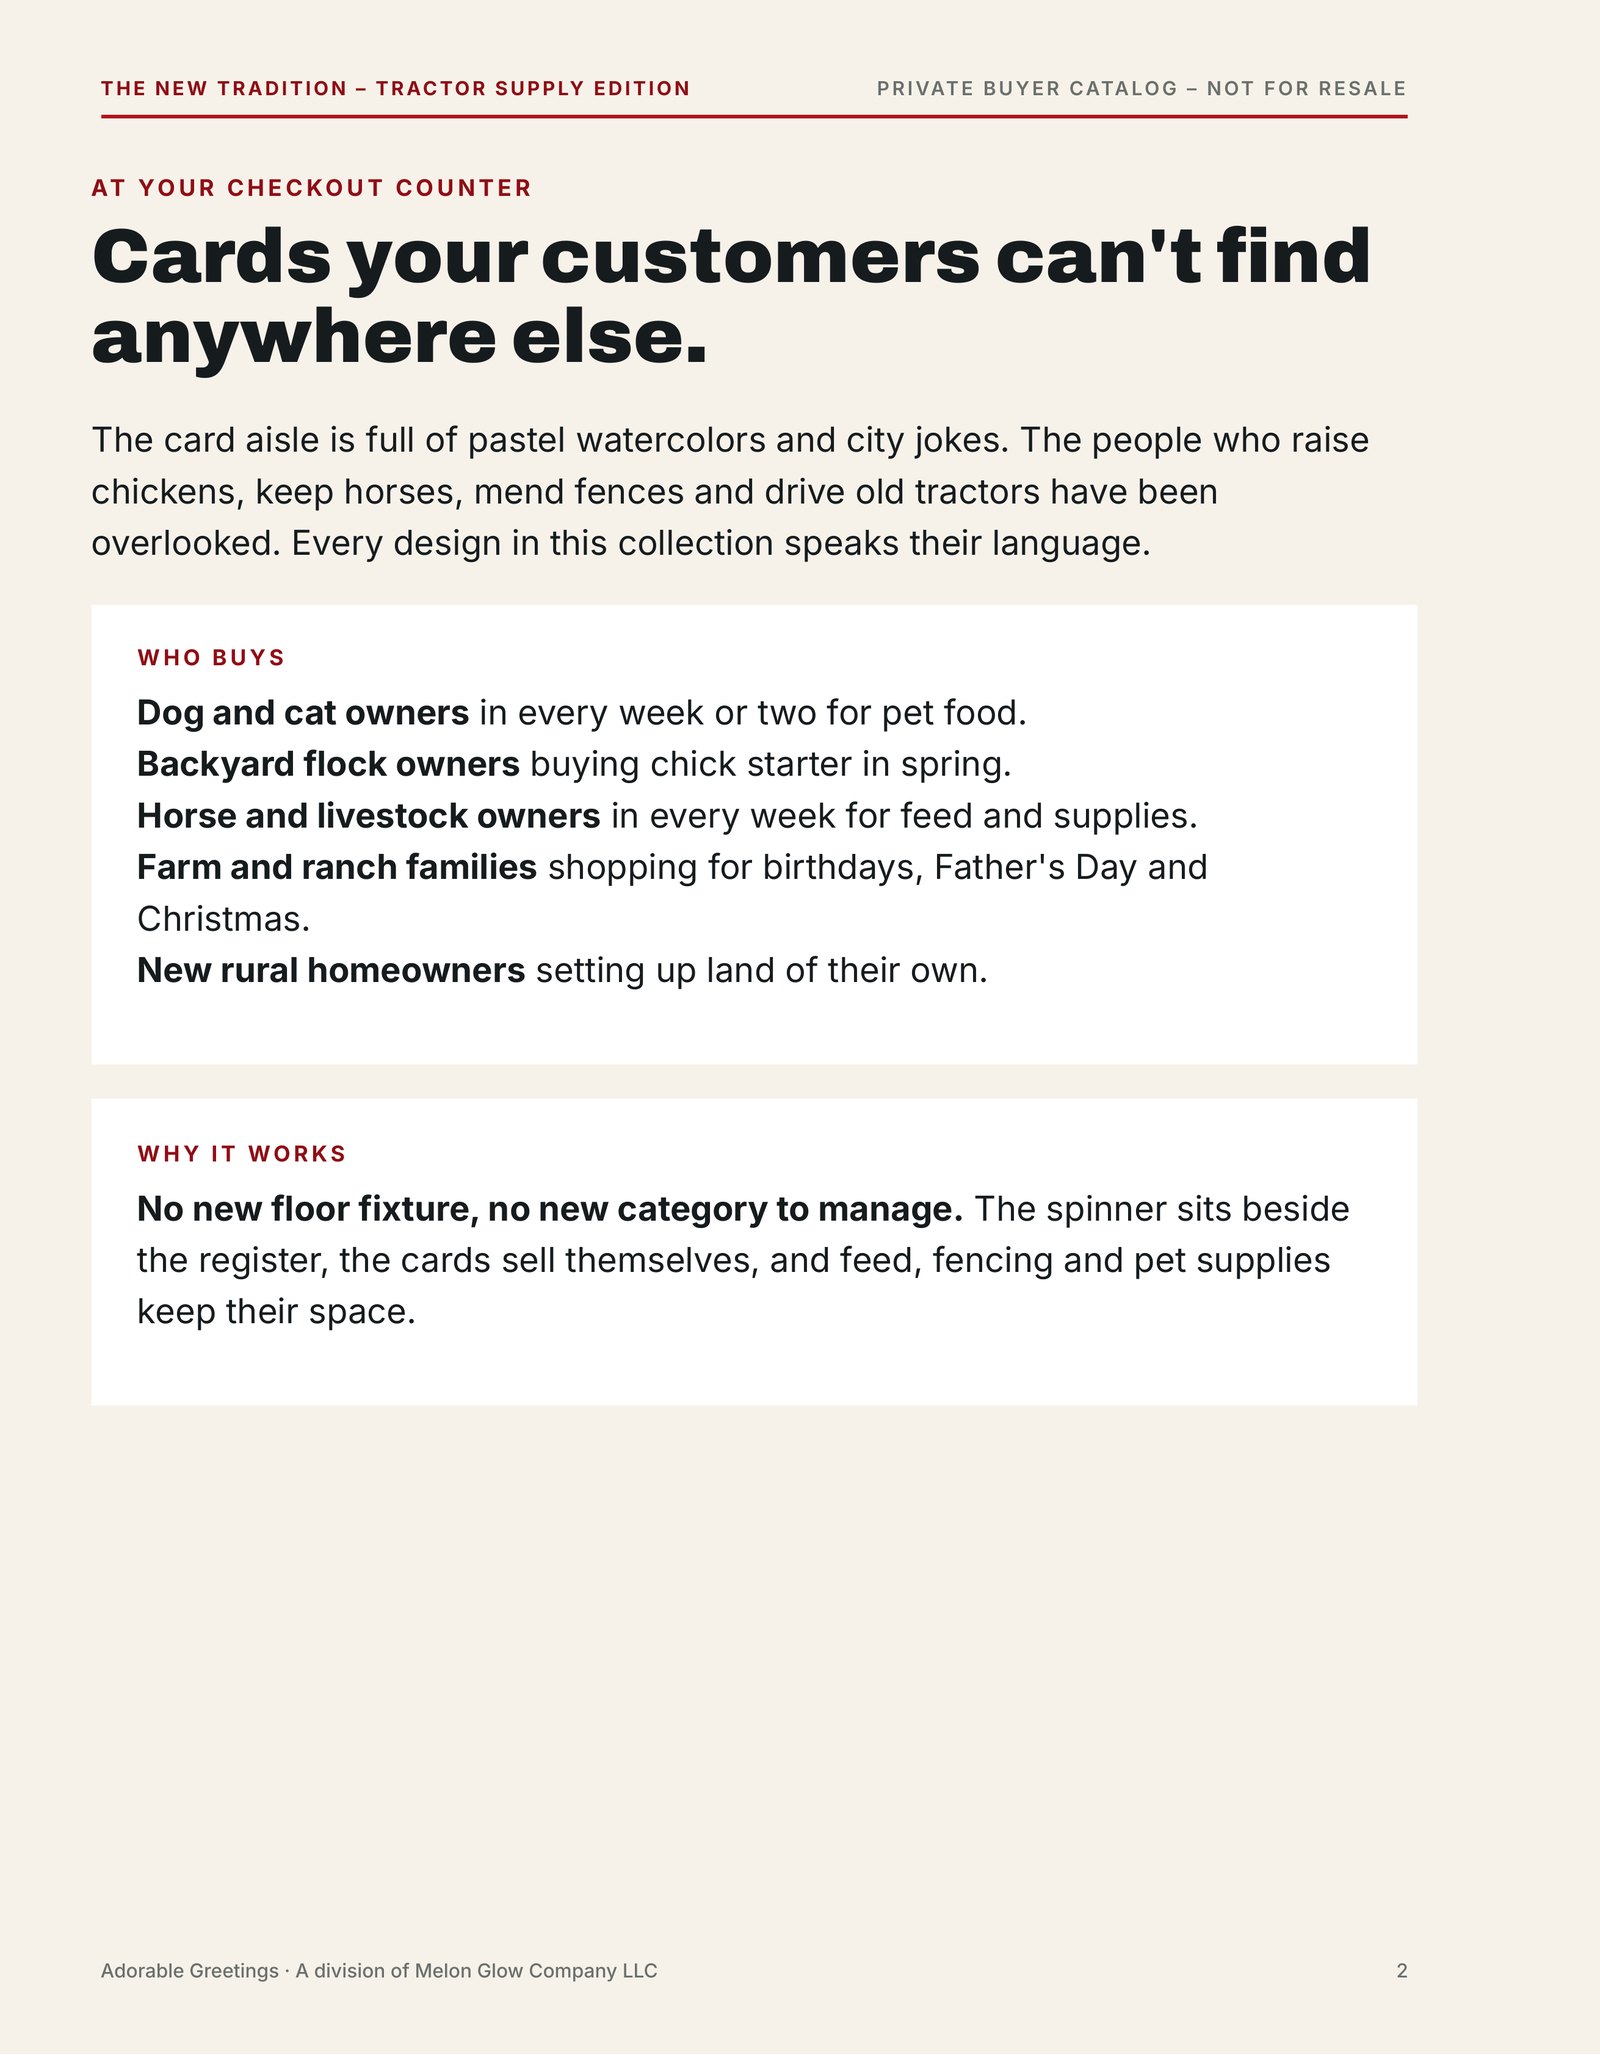 THE NEW TRADITION – TRACTOR SUPPLY EDITION
PRIVATE BUYER CATALOG – NOT FOR RESALE
AT YOUR CHECKOUT COUNTER
Cards your customers can't find
anywhere else.
The card aisle is full of pastel watercolors and city jokes. The people who raise
chickens, keep horses, mend fences and drive old tractors have been
overlooked. Every design in this collection speaks their language.
WHO BUYS
Dog and cat owners in every week or two for pet food.
Backyard flock owners buying chick starter in spring.
Horse and livestock owners in every week for feed and supplies.
Farm and ranch families shopping for birthdays, Father's Day and
Christmas.
New rural homeowners setting up land of their own.
WHY IT WORKS
No new floor fixture, no new category to manage. The spinner sits beside
the register, the cards sell themselves, and feed, fencing and pet supplies
keep their space.
Adorable Greetings · A division of Melon Glow Company LLC
2